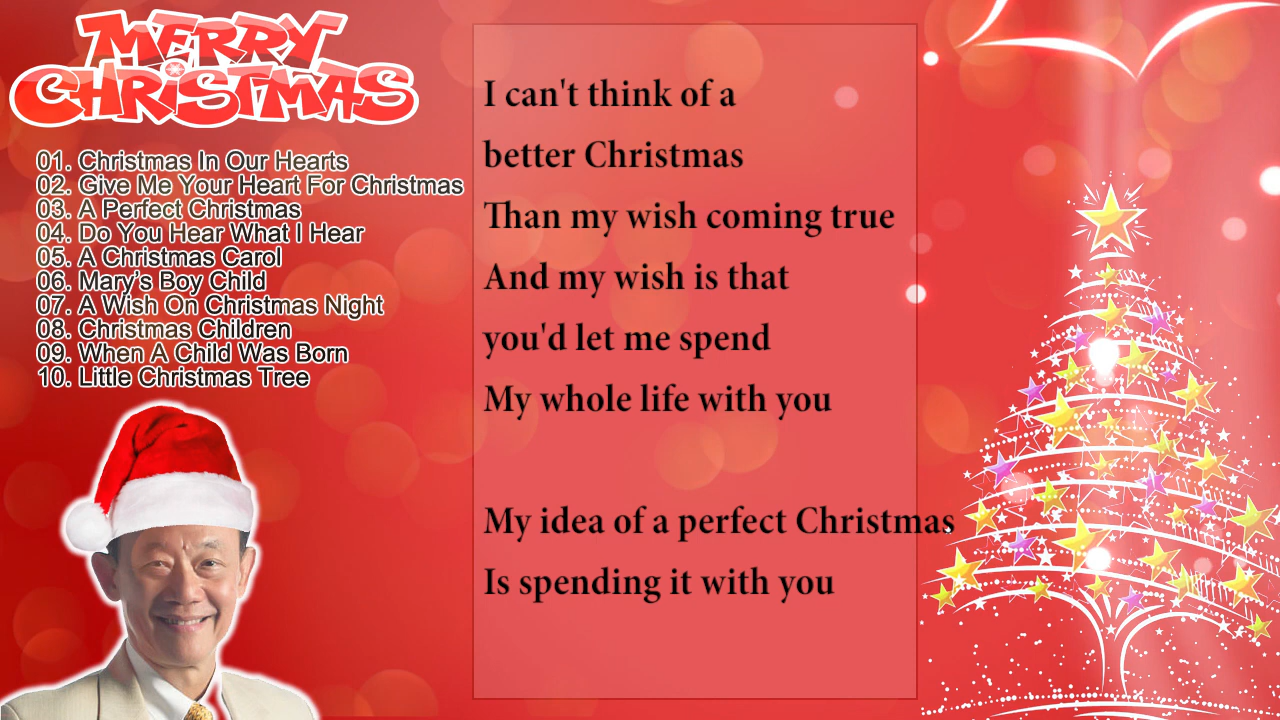 MERRY
CHRISTMAS
01. Christmas In Our Hearts
02. Give Me Your Heart For Christmas
03. A Perfect Christmas
04. Do You Hear What I Hear
05. A Christmas Carol
06. Mary's Boy Child
07. A Wish On Christmas Night
08. Christmas Children
09. When A Child Was Born
10. Little Christmas Tree
I can't think of a
better Christmas
Than my wish coming true
And my wish is that
you'd let me spend
My whole life with you
My idea of a perfect Christmas
Is spending it with you